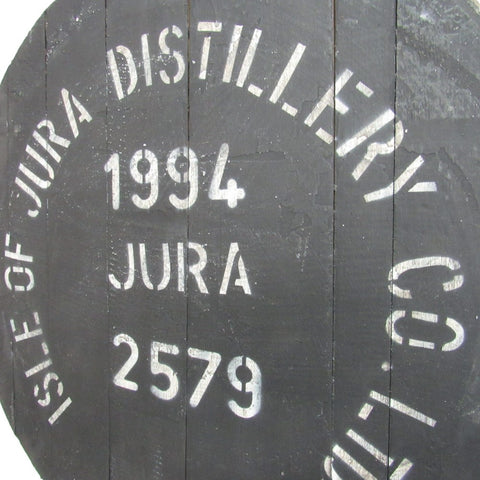 ISLE OF JURA DISTILLERY CO. LTD
1994
JURA
2579